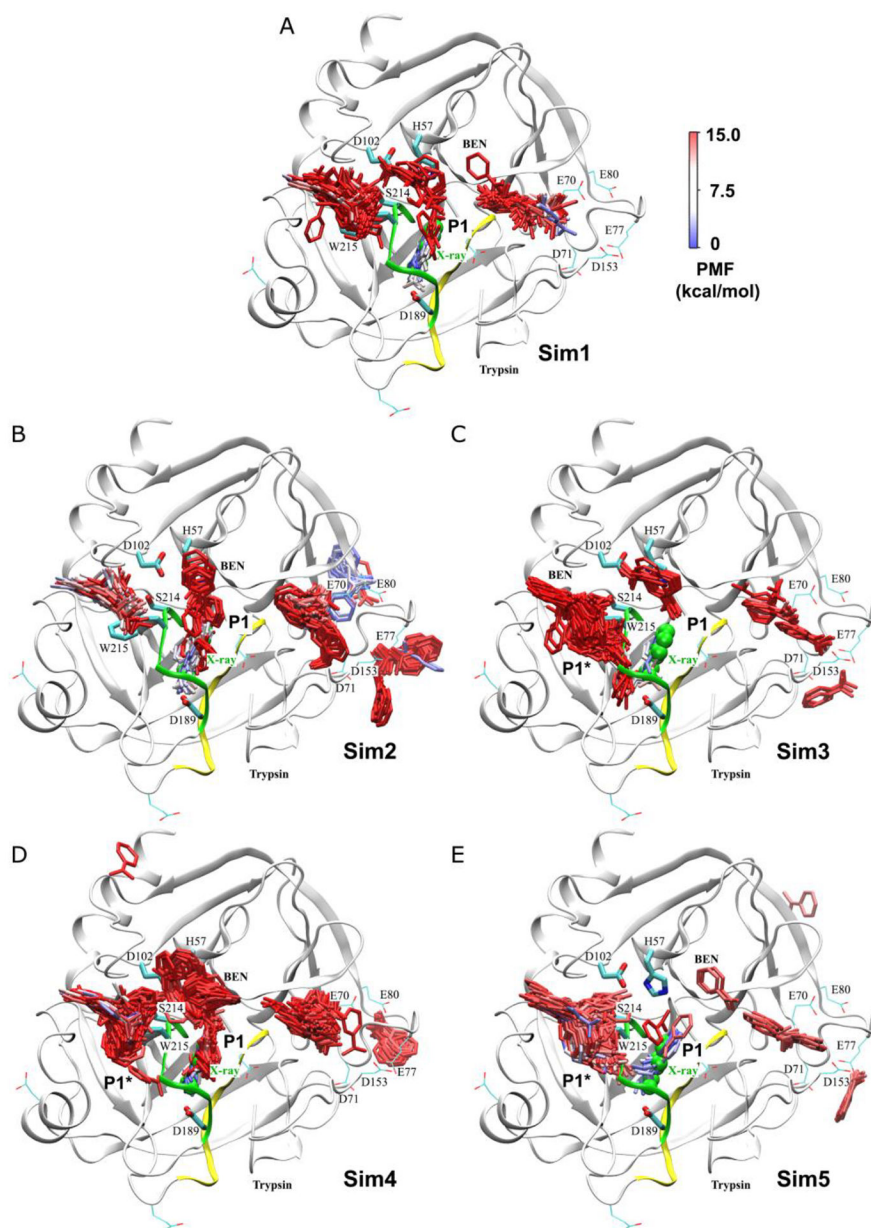 A
D102
H57
BEN
15.0
E70
E80
S214
P1
7.5
W215
X-ray
E77
D71
0
D153
PMF
(kcal/mol)
D189
Sim1
Trypsin
B
H57
D102
BEN
E70
E80
S214
P1
W215
E77
X-ray
D153
D71
D189
Sim2
Trypsin
C
D102
H57
BEN
E70
E80
S214
P1
W215
E77
P1*
X-ray
D71
D153
D189
Sim3
Trypsin
D
D102
H57
BEN
E70
E80
S214
P1
W215
X-ray
E77
P1*
D71
D153
D189
Sim4
Trypsin
E
D102
H57
BEN
E70
E80
S214
P1
W215
E77
P1*
X-ray
D71
D153
D189
Sim5
Trypsin